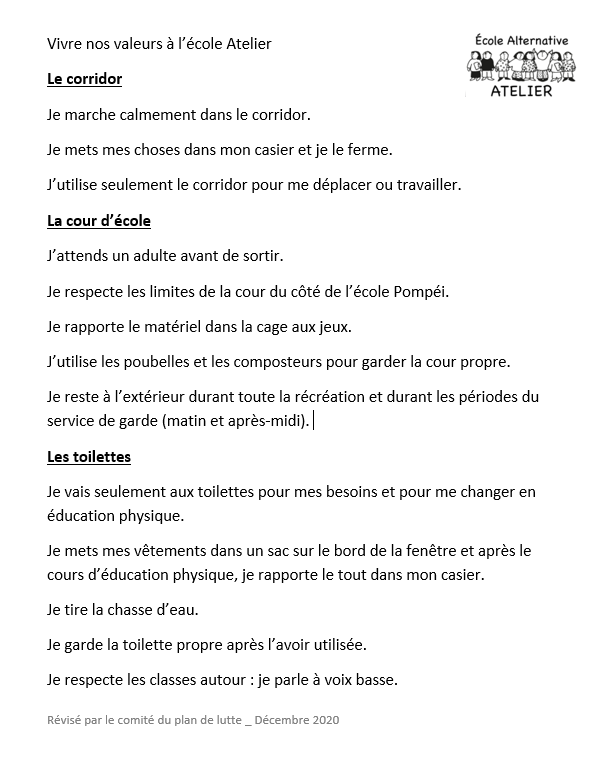 Vivre nos valeurs à l’école Atelier
École Alternative
ATELIER
Le corridor
Je marche calmement dans le corridor.
Je mets mes choses dans mon casier et je le ferme.
J’utilise seulement le corridor pour me déplacer ou travailler.
La cour d’école
J’attends un adulte avant de sortir.
Je respecte les limites de la cour du côté de l’école Pompéi.
Je rapporte le matériel dans la cage aux jeux.
J’utilise les poubelles et les composteurs pour garder la cour propre.
Je reste à l’extérieur durant toute la récréation et durant les périodes du
service de garde (matin et après-midi).
Les toilettes
Je vais seulement aux toilettes pour mes besoins et pour me changer en
éducation physique.
Je mets mes vêtements dans un sac sur le bord de la fenêtre et après le
cours d’éducation physique, je rapporte le tout dans mon casier.
Je tire la chasse d’eau.
Je garde la toilette propre après l’avoir utilisée.
Je respecte les classes autour : je parle à voix basse.
Révisé par le comité du plan de lutte _ Décembre 2020